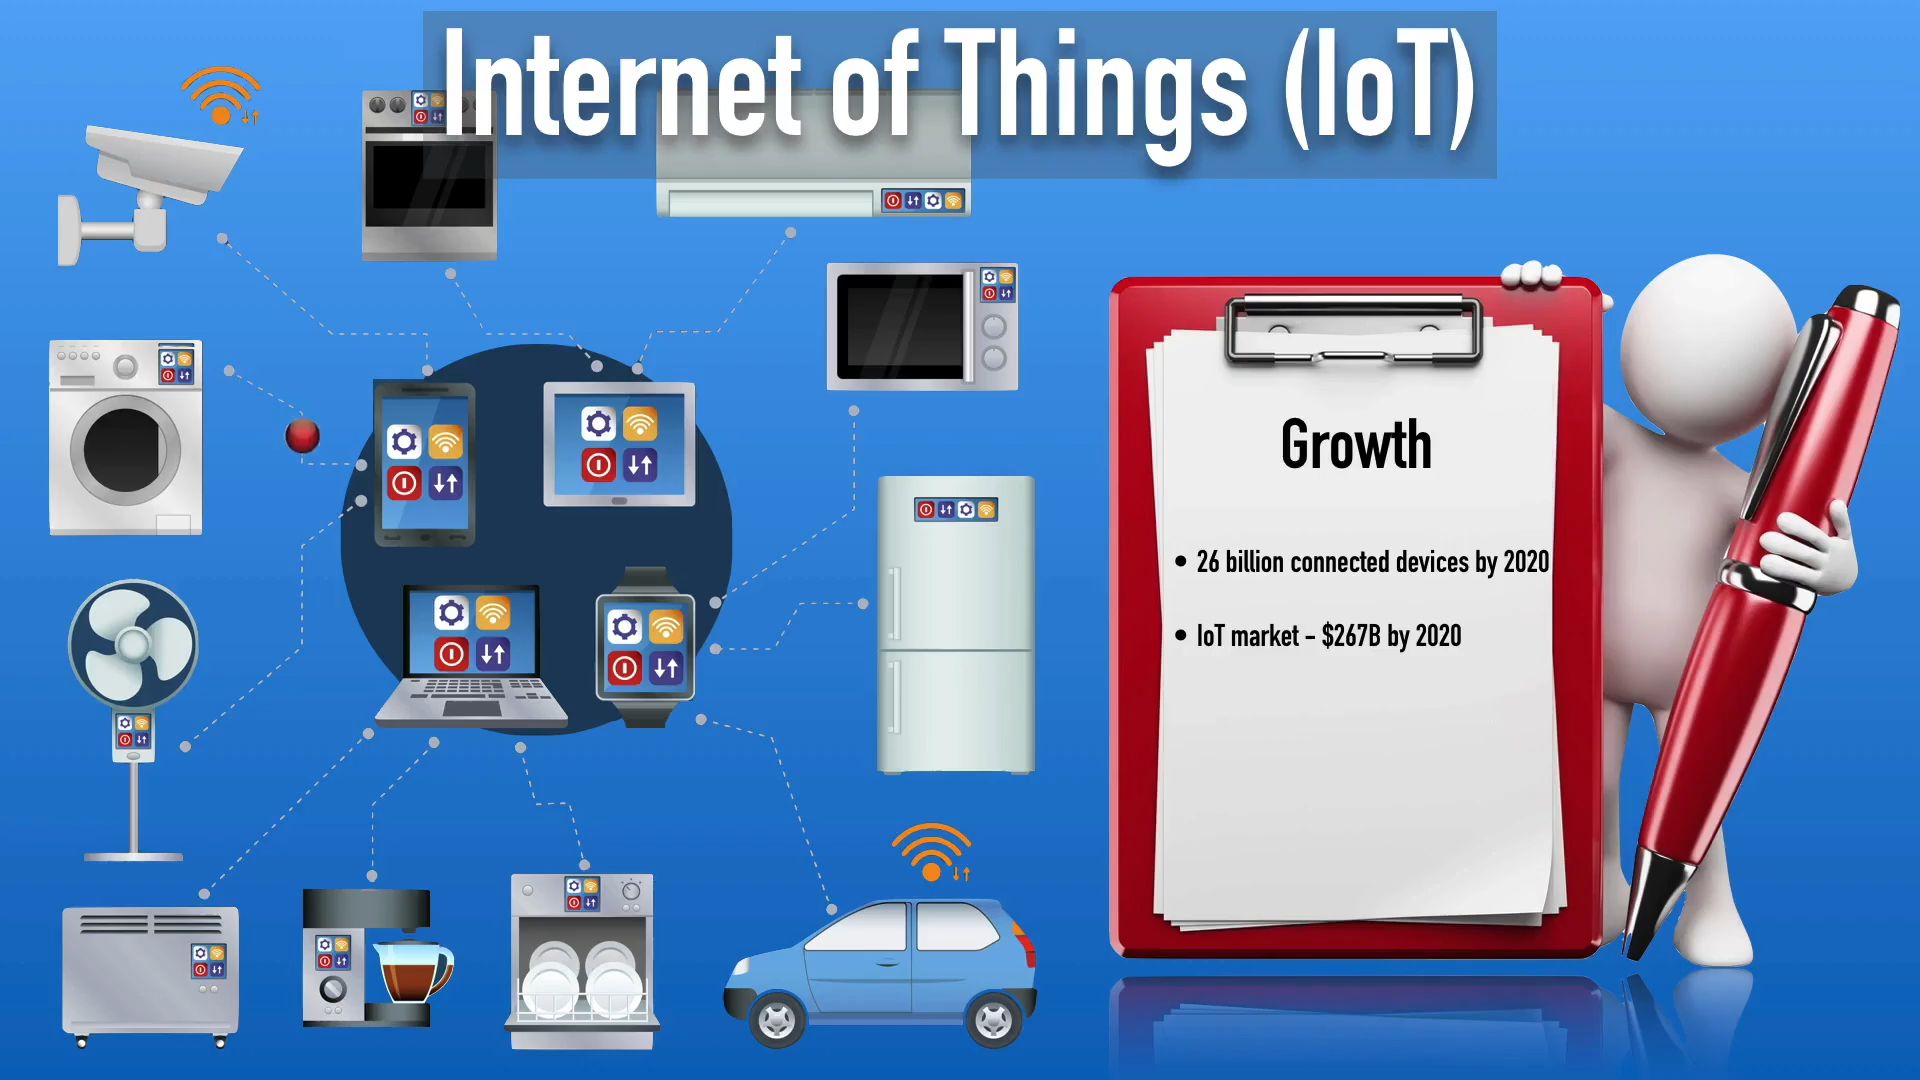 Internet of Things (IoT)
Growth
• 26 billion connected devices by 2020
• IoT market - $267B by 2020